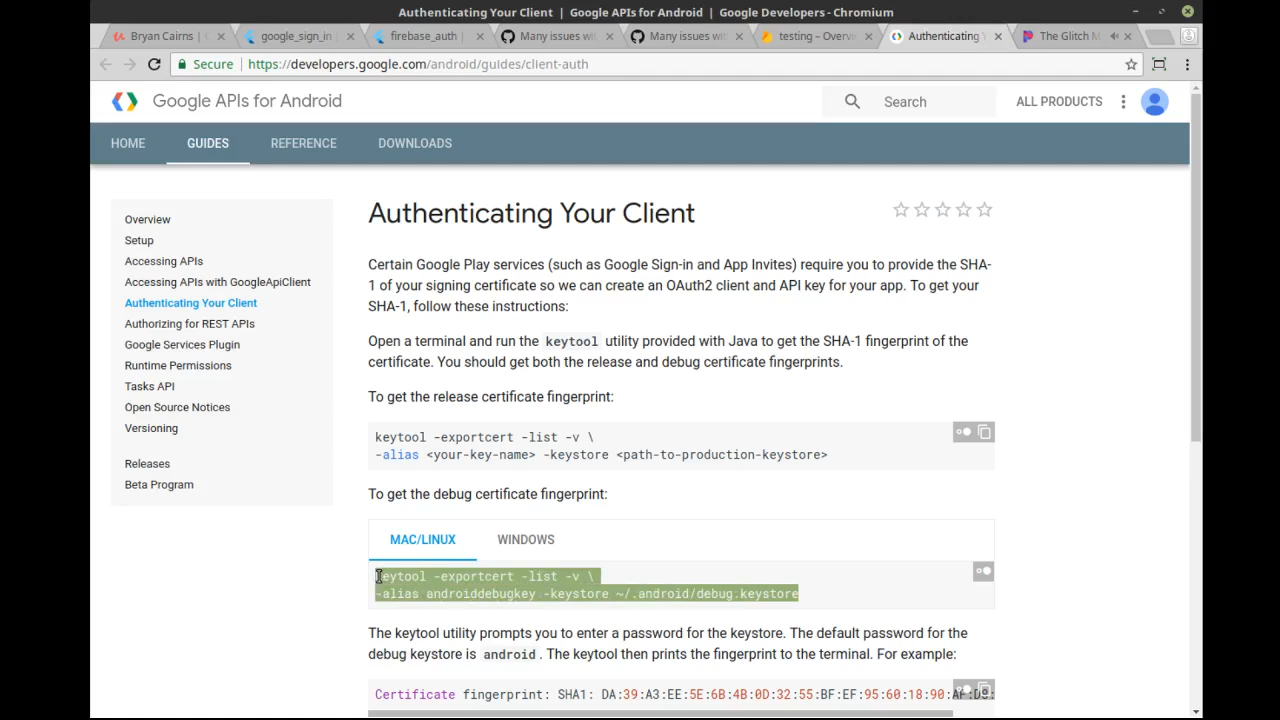 Authenticating Your Client | Google APIs for Android | Google Developers - Chromium
Bryan Cairns |
google_sign_in
firebase_auth
Many issues wi
Many issues wi
testing – Overv
Authenticating
The Glitch M
Secure
https://developers.google.com/android/guides/client-auth
Google APIs for Android
Search
ALL PRODUCTS
HOME
GUIDES
REFERENCE
DOWNLOADS
Overview
Setup
Accessing APIs
Accessing APIs with GoogleApiClient
Authenticating Your Client
Authorizing for REST APIs
Google Services Plugin
Runtime Permissions
Tasks API
Open Source Notices
Versioning
Releases
Beta Program
Authenticating Your Client
Certain Google Play services (such as Google Sign-in and App Invites) require you to provide the SHA-
1 of your signing certificate so we can create an OAuth2 client and API key for your app. To get your
SHA-1, follow these instructions:
Open a terminal and run the keytool utility provided with Java to get the SHA-1 fingerprint of the
certificate. You should get both the release and debug certificate fingerprints.
To get the release certificate fingerprint:
keytool -exportcert -list -v \
-alias <your-key-name> -keystore <path-to-production-keystore>
To get the debug certificate fingerprint:
MAC/LINUX
WINDOWS
keytool -exportcert -list -v \
-alias androiddebugkey -keystore ~/.android/debug.keystore
The keytool utility prompts you to enter a password for the keystore. The default password for the
debug keystore is android. The keytool then prints the fingerprint to the terminal. For example:
Certificate fingerprint: SHA1: DA:39:A3:EE:5E:6B:4B:0D:32:55:BF:EF:95:60:18:90: